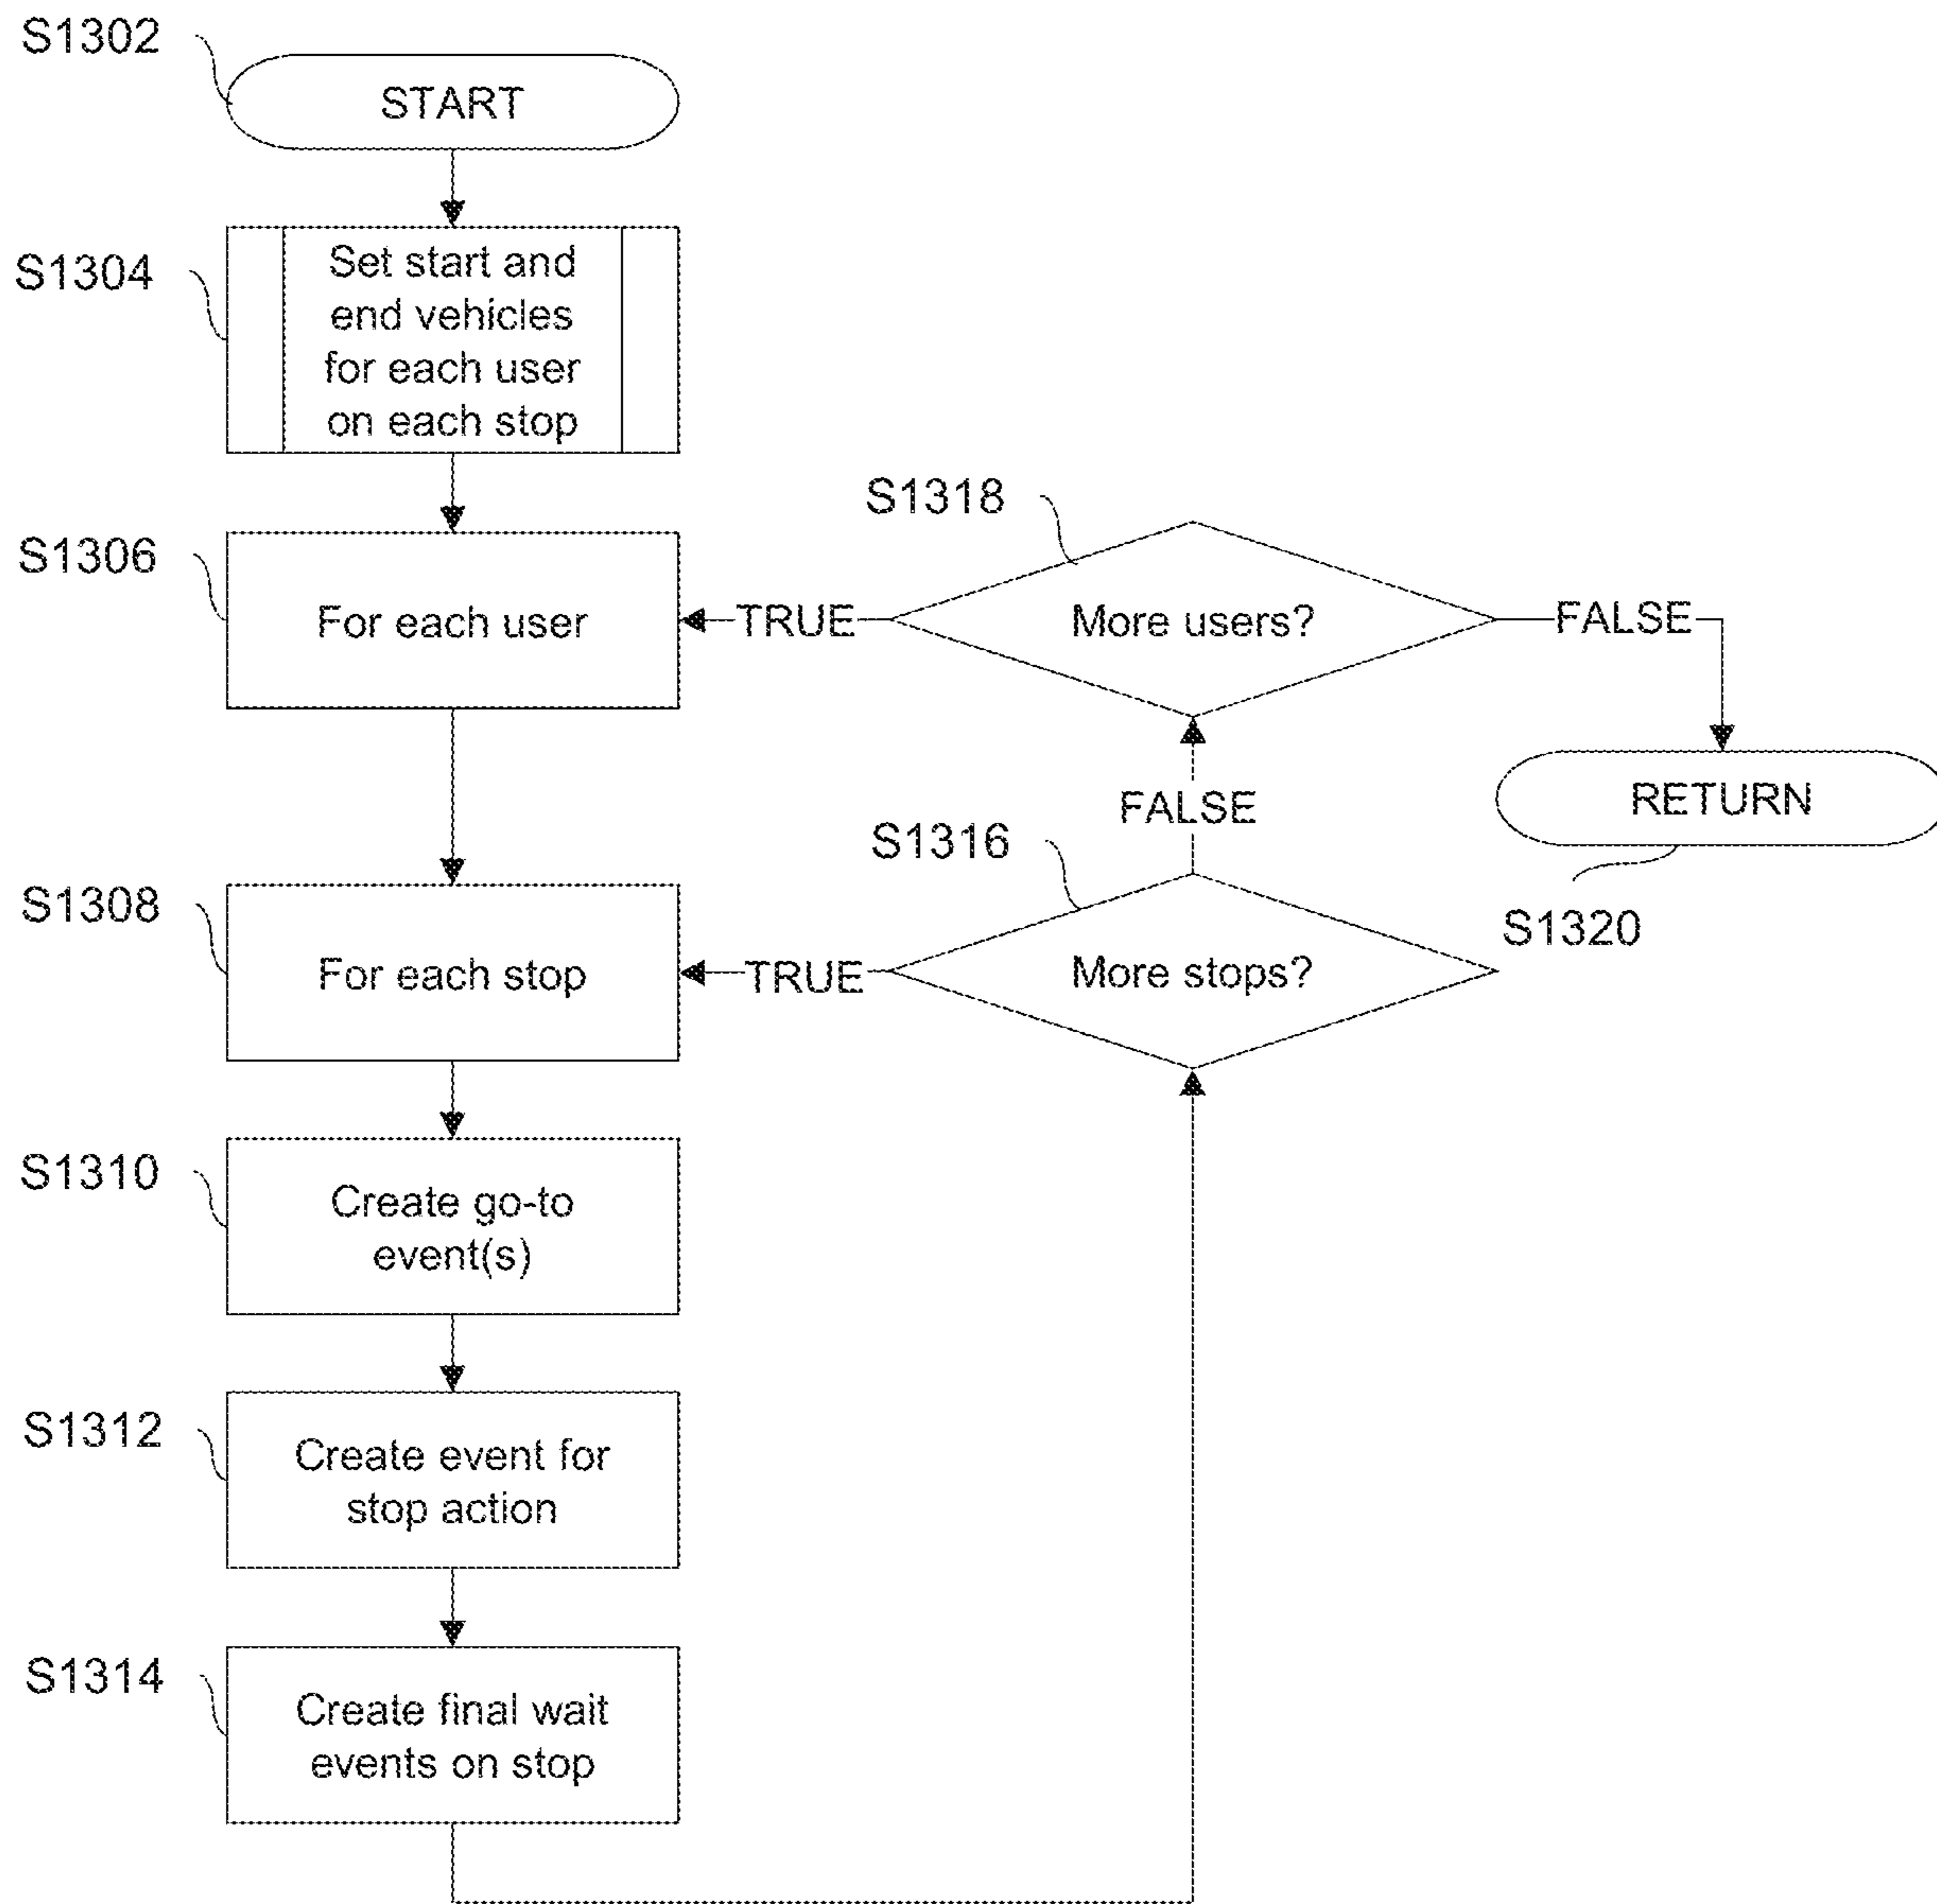 S1302
START
S1304
Set start and
end vehicles
for each user
on each stop
S1306
For each user
TRUE
S1318
More users?
FALSE
RETURN
S1320
S1308
For each stop
TRUE
S1316
More stops?
FALSE
S1310
Create go-to
event(s)
S1312
Create event for
stop action
S1314
Create final wait
events on stop